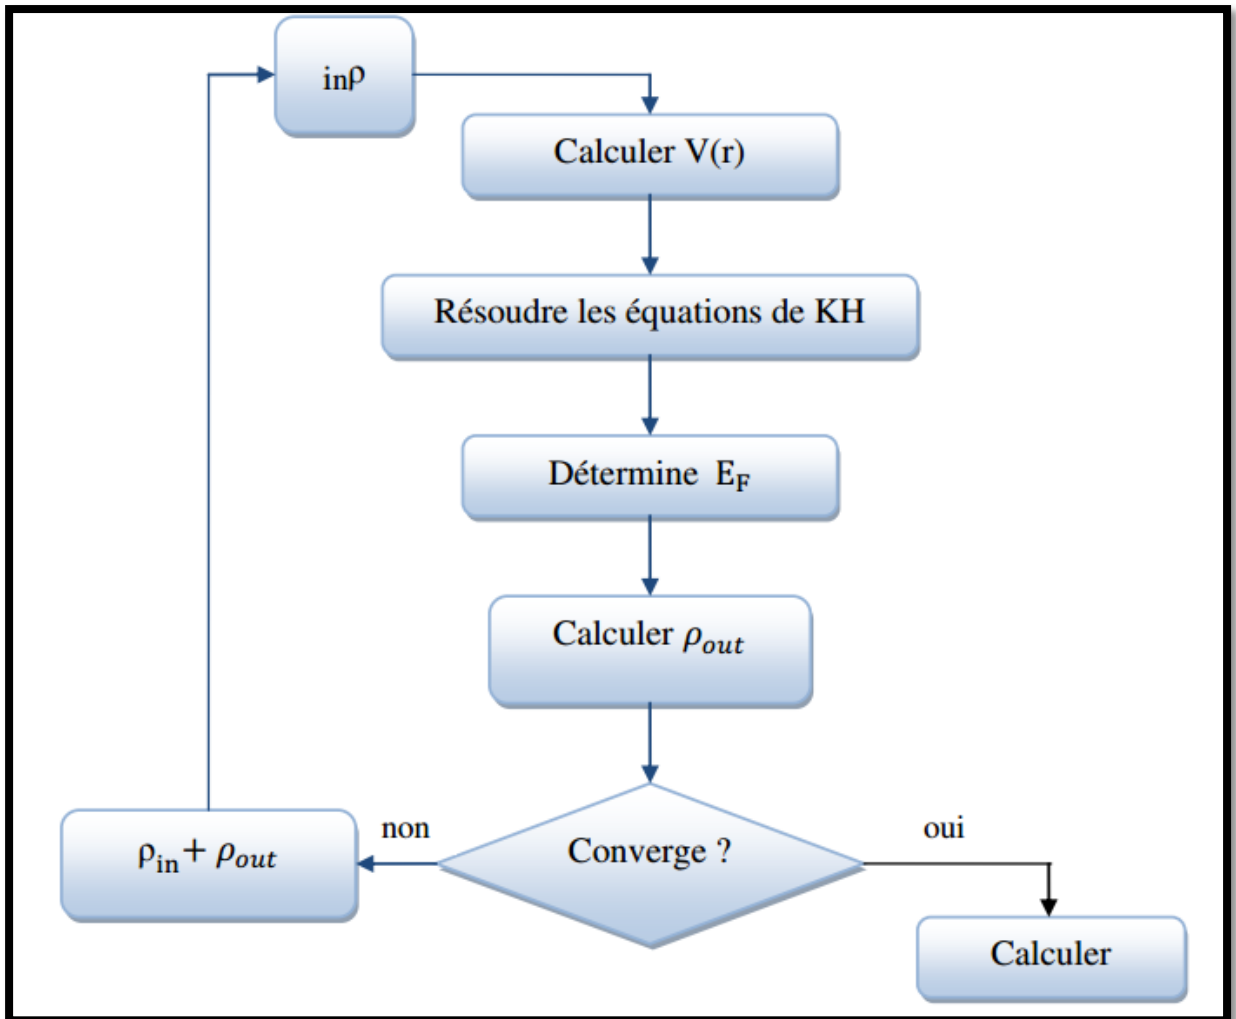 inρ
Calculer V(r)
Résoudre les équations de KH
Détermine E_F
Calculer ρ_out
Converge ?
non
oui
ρ_in + ρ_out
Calculer